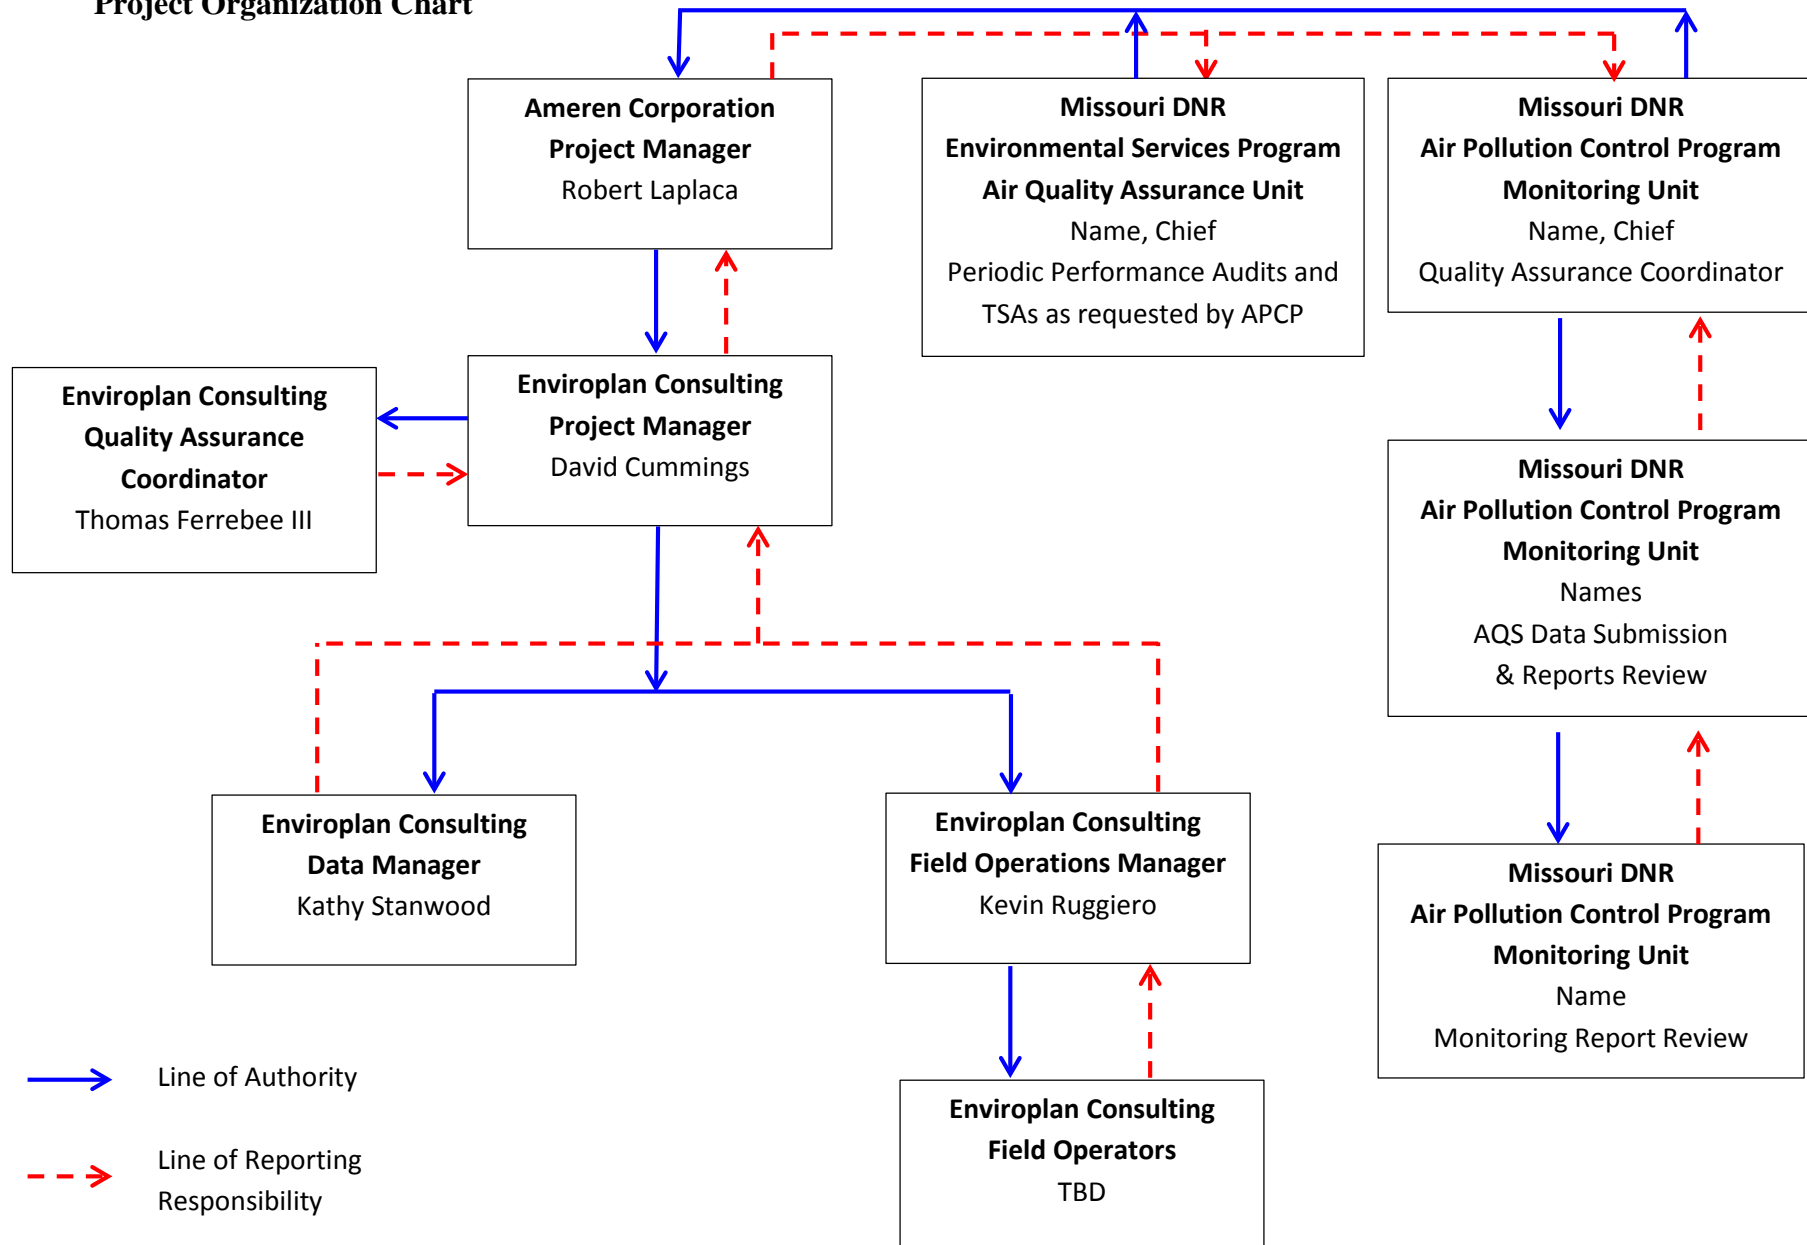 Project Organization Chart
Ameren Corporation
Project Manager
Robert Laplaca
Missouri DNR
Environmental Services Program
Air Quality Assurance Unit
Name, Chief
Periodic Performance Audits and
TSAs as requested by APCP
Missouri DNR
Air Pollution Control Program
Monitoring Unit
Name, Chief
Quality Assurance Coordinator
Enviroplan Consulting
Quality Assurance
Coordinator
Thomas Ferrebee III
Enviroplan Consulting
Project Manager
David Cummings
Missouri DNR
Air Pollution Control Program
Monitoring Unit
Names
AQS Data Submission
& Reports Review
Enviroplan Consulting
Data Manager
Kathy Stanwood
Enviroplan Consulting
Field Operations Manager
Kevin Ruggiero
Missouri DNR
Air Pollution Control Program
Monitoring Unit
Name
Monitoring Report Review
Enviroplan Consulting
Field Operators
TBD
Line of Authority
Line of Reporting
Responsibility